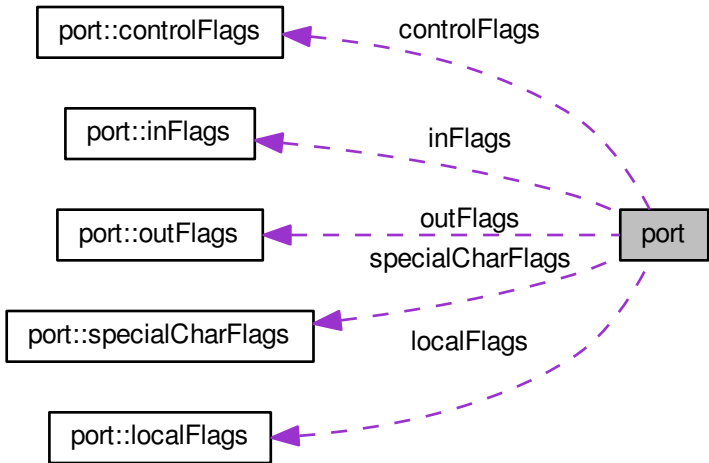 port::controlFlags
controlFlags
port::inFlags
inFlags
port::outFlags
outFlags
port
specialCharFlags
port::specialCharFlags
localFlags
port::localFlags